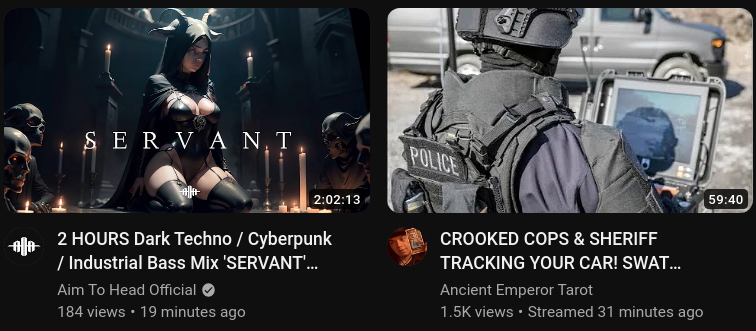 SERVANT
2:02:13
POLICE
59:40
2 HOURS Dark Techno / Cyberpunk
/ Industrial Bass Mix 'SERVANT'...
Aim To Head Official
184 views • 19 minutes ago
CROOKED COPS & SHERIFF
TRACKING YOUR CAR! SWAT...
Ancient Emperor Tarot
1.5K views • Streamed 31 minutes ago